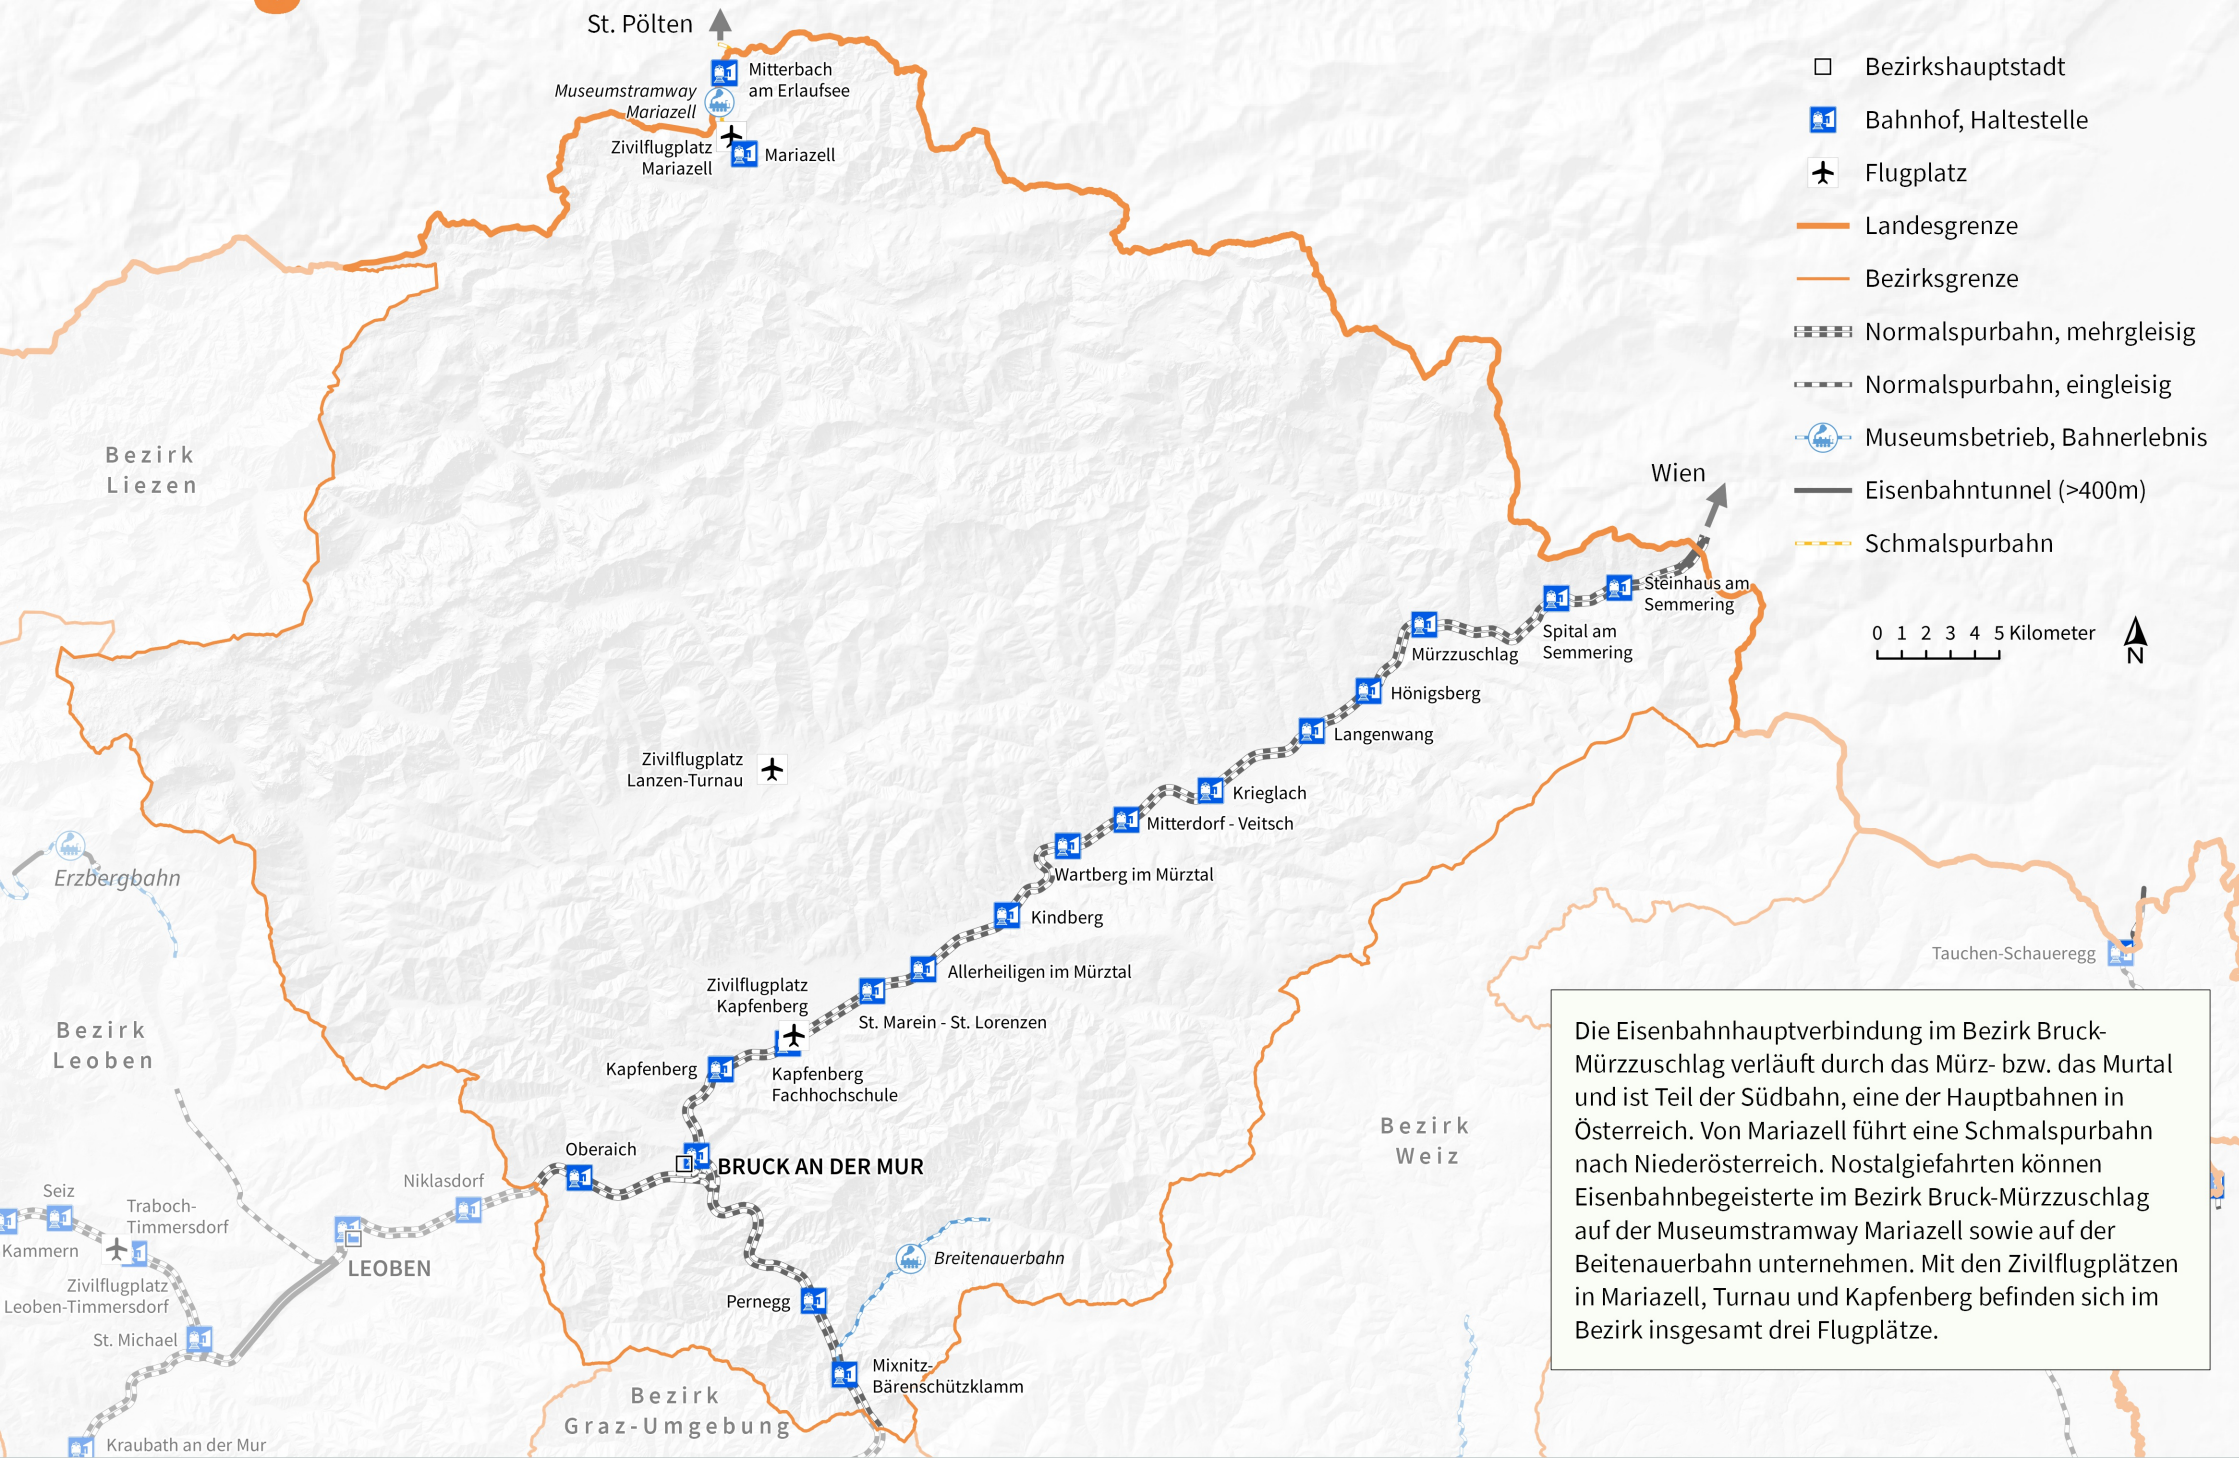 St. Pölten
Mitterbach
am Erlaufsee
Museumstramway
Mariazell
Zivilflugplatz
Mariazell
Mariazell
Bezirkshauptstadt
Bahnhof, Haltestelle
Flugplatz
Landesgrenze
Bezirksgrenze
Normalspurbahn, mehrgleisig
Normalspurbahn, eingleisig
Museumsbetrieb, Bahnerlebnis
Eisenbahntunnel (>400m)
Schmalspurbahn
0 1 2 3 4 5 Kilometer
N
Bezirk
Liezen
Wien
Steinhaus am
Semmering
Spital am
Semmering
Mürzzuschlag
Hönigsberg
Langenwang
Zivilflugplatz
Lanzen-Turnau
Krieglach
Mitterdorf - Veitsch
Wartberg im Mürztal
Erzbergbahn
Kindberg
Allerheiligen im Mürztal
Tauchen-Schaueregg
Zivilflugplatz
Kapfenberg
St. Marein - St. Lorenzen
Bezirk
Leoben
Kapfenberg
Kapfenberg
Fachhochschule
Bezirk
Weiz
Oberaich
BRUCK AN DER MUR
Niklasdorf
Seiz
Traboch-
Timmersdorf
Kammern
LEOBEN
Zivilflugplatz
Leoben-Timmersdorf
St. Michael
Breitenauerbahn
Pernegg
Mixnitz-
Bärenschützklamm
Bezirk
Graz-Umgebung
Kraubath an der Mur
Die Eisenbahnhauptverbindung im Bezirk Bruck-
Mürzzuschlag verläuft durch das Mürz- bzw. das Murtal
und ist Teil der Südbahn, eine der Hauptbahnen in
Österreich. Von Mariazell führt eine Schmalspurbahn
nach Niederösterreich. Nostalgiefahrten können
Eisenbahnbegeisterte im Bezirk Bruck-Mürzzuschlag
auf der Museumstramway Mariazell sowie auf der
Beitenauerbahn unternehmen. Mit den Zivilflugplätzen
in Mariazell, Turnau und Kapfenberg befinden sich im
Bezirk insgesamt drei Flugplätze.